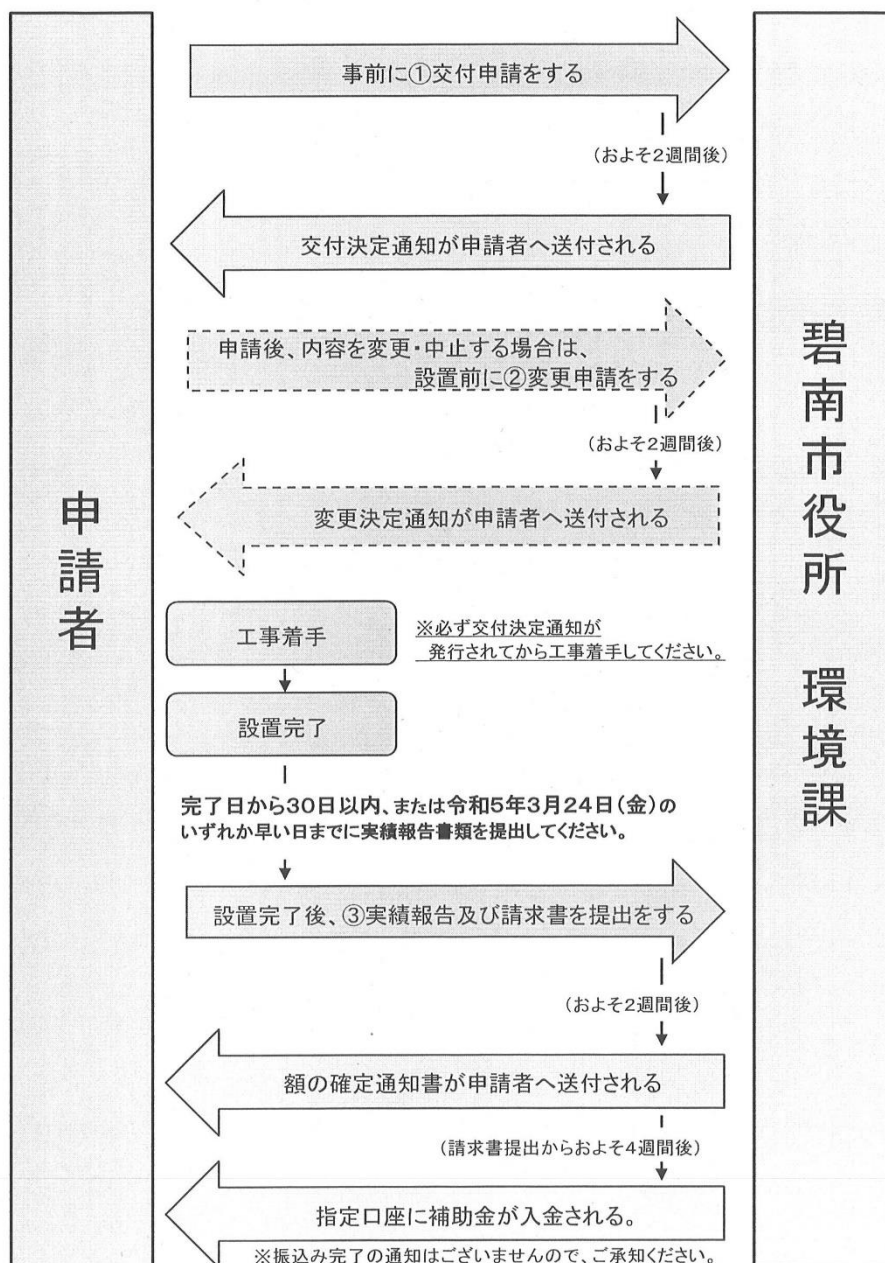 申請者
碧南市役所 環境課
事前に①交付申請をする
(およそ2週間後)
交付決定通知が申請者へ送付される
申請後、内容を変更・中止する場合は、
設置前に②変更申請をする
(およそ2週間後)
変更決定通知が申請者へ送付される
工事着手
※必ず交付決定通知が
発行されてから工事着手してください。
設置完了
完了日から30日以内、または令和5年3月24日(金)の
いずれか早い日までに実績報告書類を提出してください。
設置完了後、③実績報告及び請求書を提出をする
(およそ2週間後)
額の確定通知書が申請者へ送付される
(請求書提出からおよそ4週間後)
指定口座に補助金が入金される。
※振込み完了の通知はございませんので、ご承知ください。